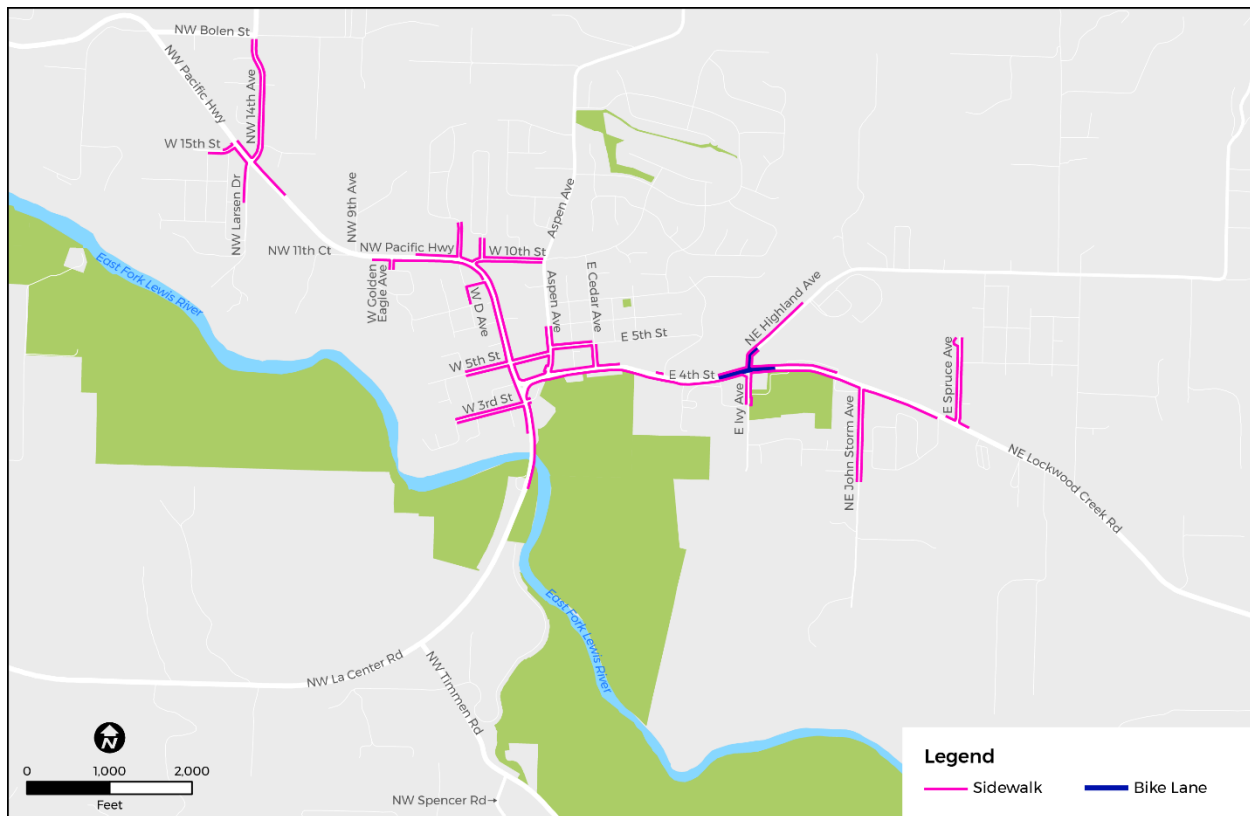 NW Bolen St
NW Pacific Hwy
NW 14th Ave
W 15th St
NW Larsen Dr
NW 9th Ave
Aspen Ave
NW 11th Ct
NW Pacific Hwy
W 10th St
East Fork Lewis River
W Golden
Eagle Ave
W D Ave
Aspen Ave
E Cedar Ave
NE Highland Ave
E 5th St
W 5th St
E 4th St
E Spruce Ave
W 3rd St
E Ivy Ave
NE John Storm Ave
NE Lockwood Creek Rd
East Fork Lewis River
NW La Center Rd
NW Timmen Rd
N
0 1,000 2,000
Feet
NW Spencer Rd→
Legend
Sidewalk
Bike Lane